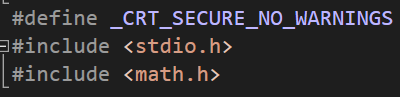 #define _CRT_SECURE_NO_WARNINGS
#include <stdio.h>
#include <math.h>